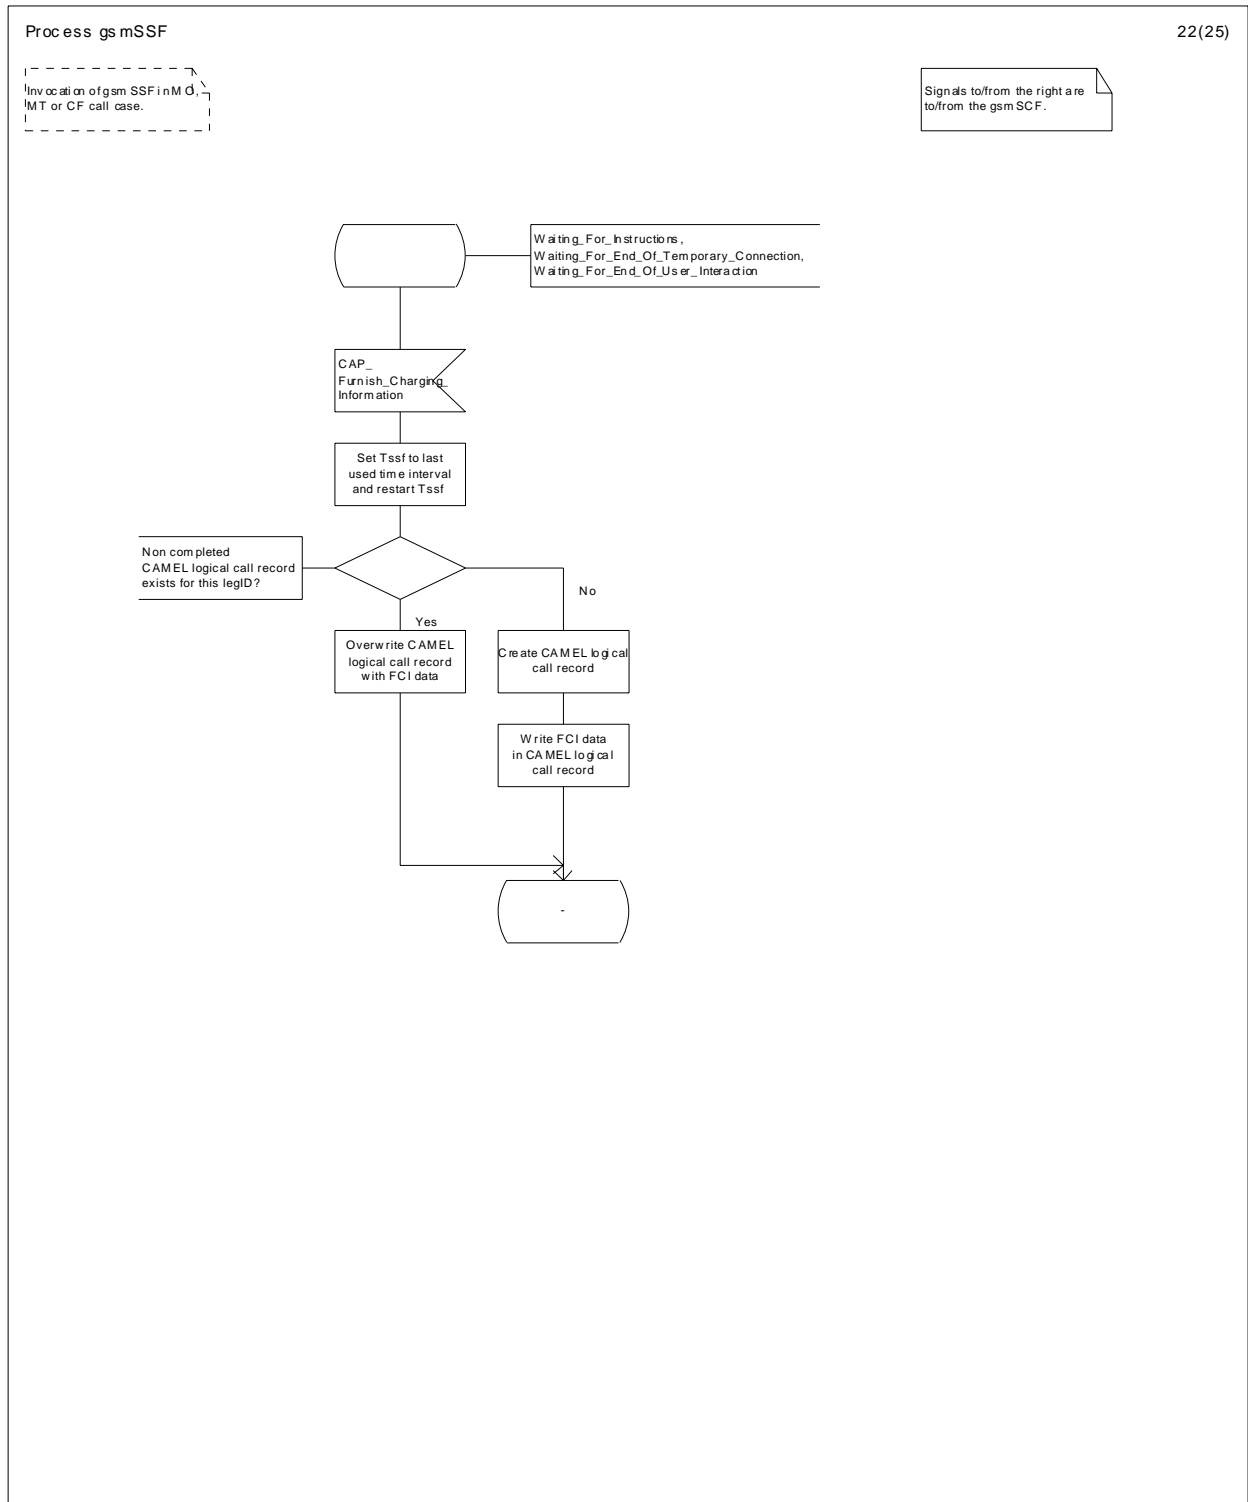 Process gsmSSF
22(25)
Invocation of gsm SSF in MO,
MT or CF call case.
Signals to/from the right are
to/from the gsmSCF.
Waiting_For_Instructions,
Waiting_For_End_Of_Temporary_Connection,
Waiting_For_End_Of_User_Interaction
CAP_
Furnish_Charging_
Information
Set Tssf to last
used time interval
and restart Tssf
Non completed
CAMEL logical call record
exists for this legID?
No
Yes
Overwrite CAMEL
logical call record
with FCI data
Create CAMEL logical
call record
Write FCI data
in CAMEL logical
call record
-